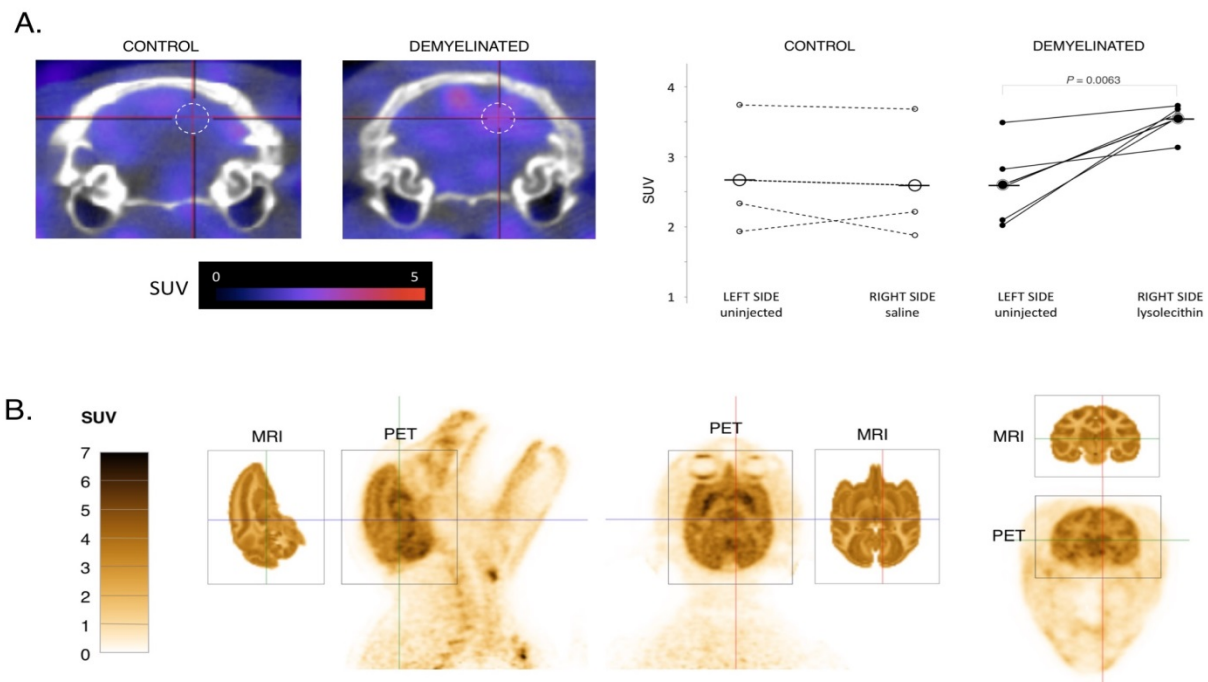 A.
CONTROL
DEMYELINATED
SUV
0
5
CONTROL
DEMYELINATED
P = 0.0063
SUV
4
3
2
1
LEFT SIDE
uninjected
RIGHT SIDE
saline
LEFT SIDE
uninjected
RIGHT SIDE
lysolecithin
B.
SUV
7
6
5
4
3
2
1
0
MRI
PET
PET
MRI
MRI
PET